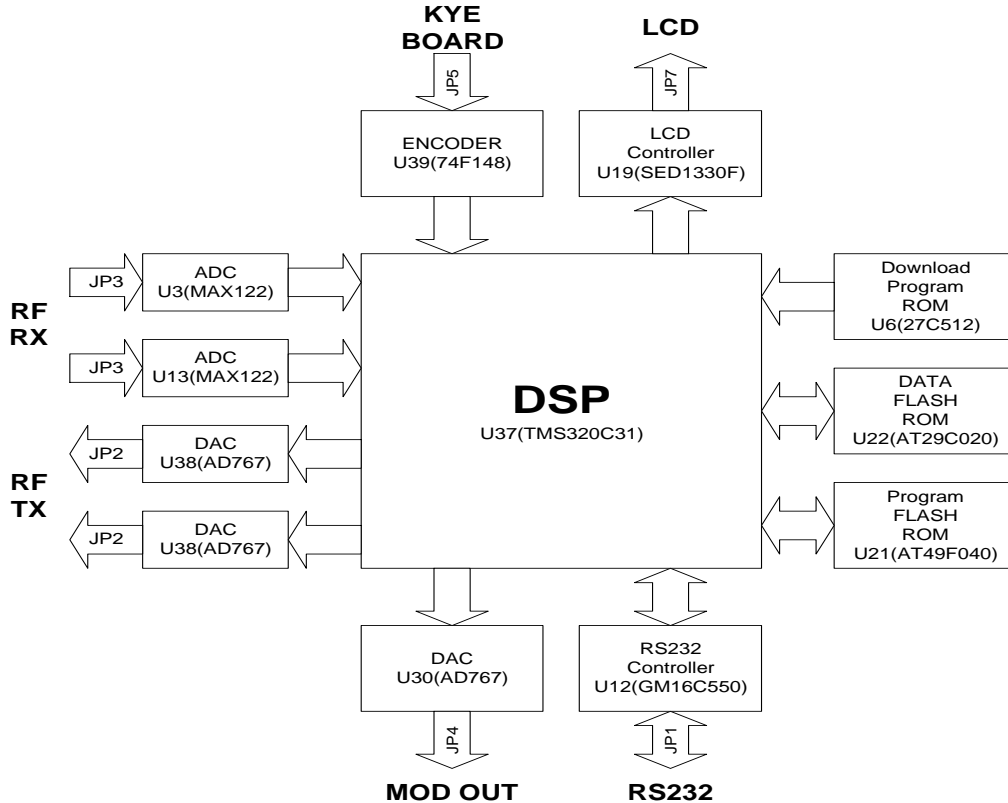 KYE
BOARD
LCD
JP5
JP7
ENCODER
U39(74F148)
LCD
Controller
U19(SED1330F)
RF
RX
JP3
ADC
U3(MAX122)
JP3
ADC
U13(MAX122)
DSP
U37(TMS320C31)
Download
Program
ROM
U6(27C512)
DATA
FLASH
ROM
U22(AT29C020)
Program
FLASH
ROM
U21(AT49F040)
RF
TX
JP2
DAC
U38(AD767)
JP2
DAC
U38(AD767)
DAC
U30(AD767)
RS232
Controller
U12(GM16C550)
JP4
JP1
MOD OUT
RS232